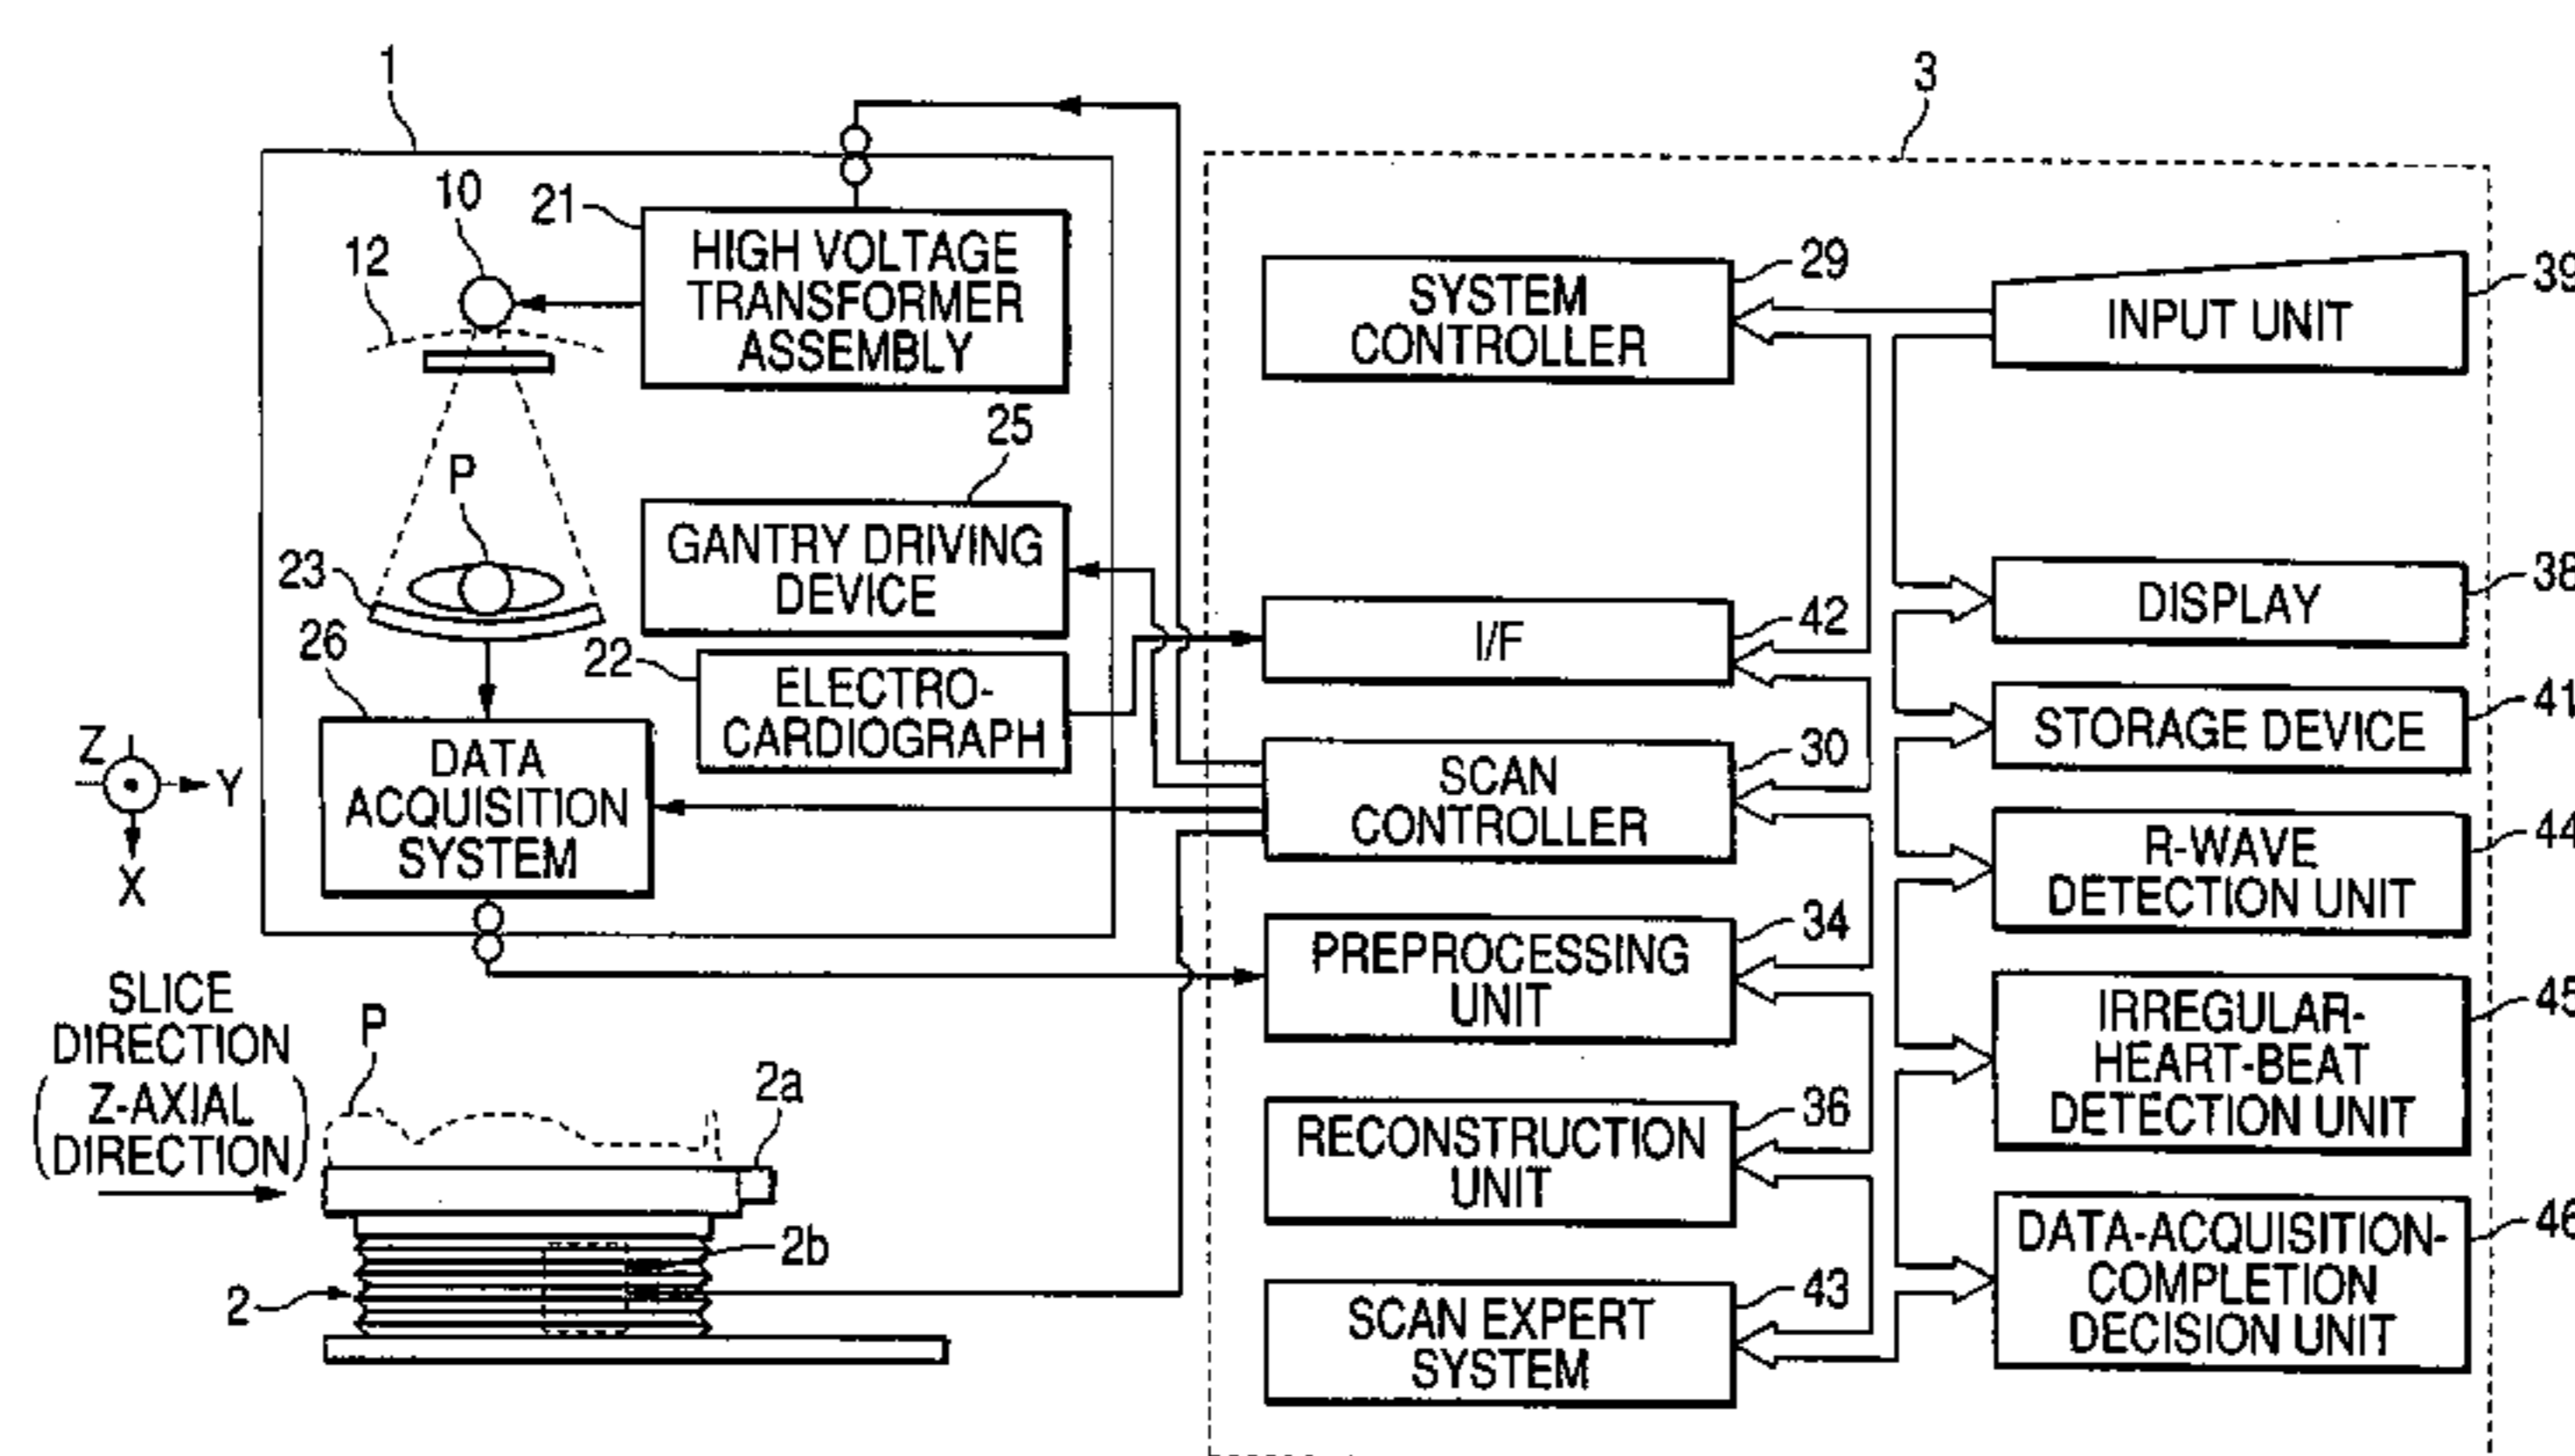 1
3
10
21
12
HIGH VOLTAGE
TRANSFORMER
ASSEMBLY
29
SYSTEM
CONTROLLER
39
INPUT UNIT
25
P
GANTRY DRIVING
DEVICE
23
22
ELECTRO-
CARDIOGRAPH
26
DATA
ACQUISITION
SYSTEM
Z
Y
X
42
I/F
38
DISPLAY
41
STORAGE DEVICE
30
SCAN
CONTROLLER
44
R-WAVE
DETECTION UNIT
34
PREPROCESSING
UNIT
45
IRREGULAR-
HEART-BEAT
DETECTION UNIT
36
RECONSTRUCTION
UNIT
46
DATA-ACQUISITION-
COMPLETION
DECISION UNIT
43
SCAN EXPERT
SYSTEM
SLICE
DIRECTION
(Z-AXIAL
DIRECTION)
P
2a
2b
2